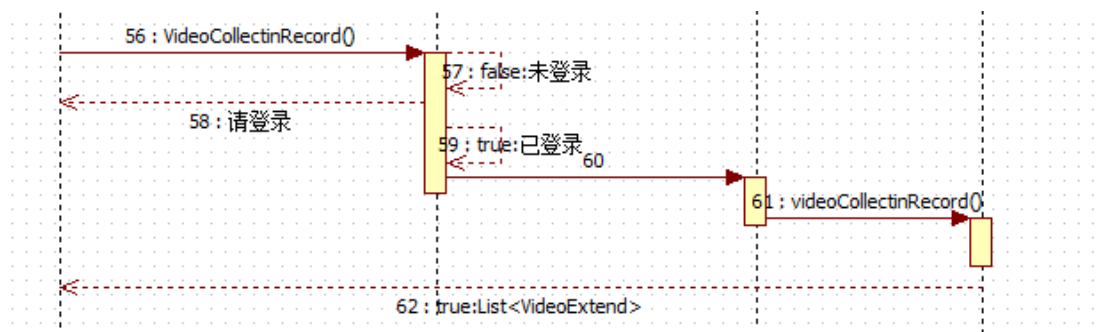 56 : VideoCollectinRecord()
57 : false:未登录
58 : 请登录
59 : true:已登录
60
61 : videoCollectinRecord()
62 : true:List<VideoExtend>